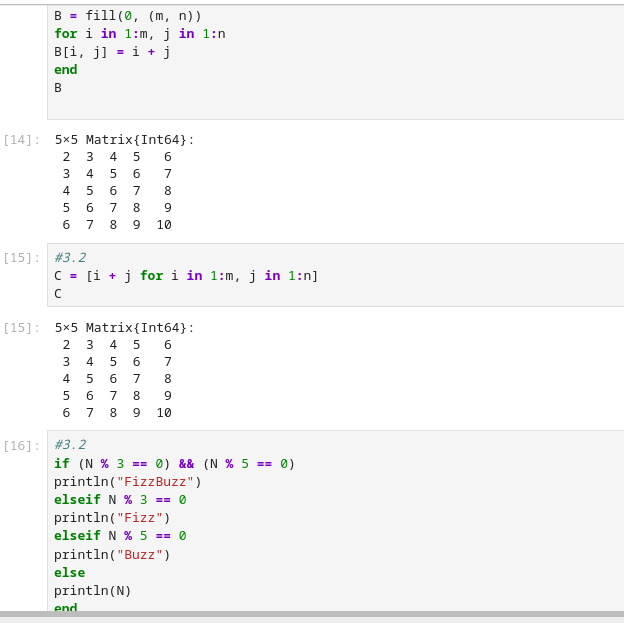 B = fill(0, (m, n))
for i in 1:m, j in 1:n
B[i, j] = i + j
end
B
[14]: 5×5 Matrix{Int64}:
2 3 4 5 6
3 4 5 6 7
4 5 6 7 8
5 6 7 8 9
6 7 8 9 10
[15]: #3.2
C = [i + j for i in 1:m, j in 1:n]
C
[15]: 5×5 Matrix{Int64}:
2 3 4 5 6
3 4 5 6 7
4 5 6 7 8
5 6 7 8 9
6 7 8 9 10
[16]: #3.2
if (N % 3 == 0) && (N % 5 == 0)
println("FizzBuzz")
elseif N % 3 == 0
println("Fizz")
elseif N % 5 == 0
println("Buzz")
else
println(N)
end